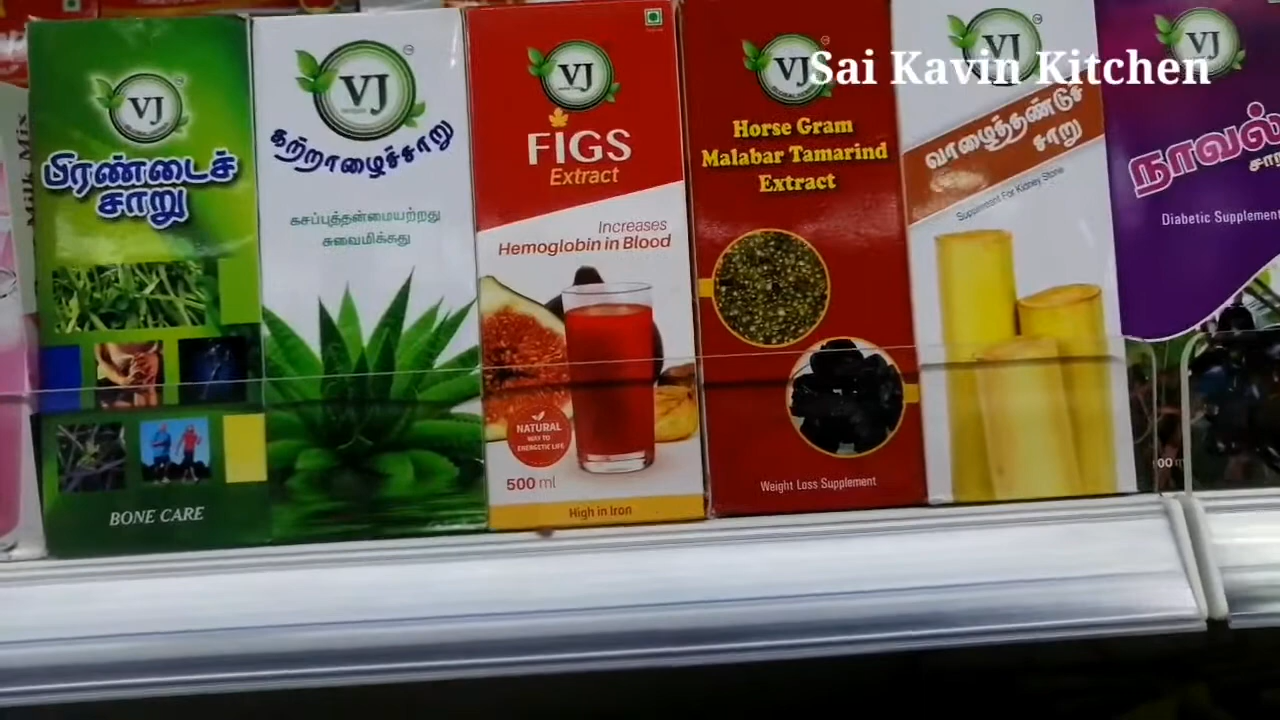 Sai Kavin Kitchen
Milk Mix
VJ
பிரண்டைச்
சாறு
BONE CARE
VJ
கற்றாழைச்சாறு
கசப்புத்தன்மையற்றது
சுவைமிக்கது
VJ
FIGS
Extract
Increases
Hemoglobin in Blood
NATURAL
WAY TO
ENERGETIC LIFE
500 ml
High in Iron
VJ
Horse Gram
Malabar Tamarind
Extract
Weight Loss Supplement
VJ
வாழைத்தண்டுச்
சாறு
Supplement For Kidney Stone
VJ
நாவல்
சா
Diabetic Supplement